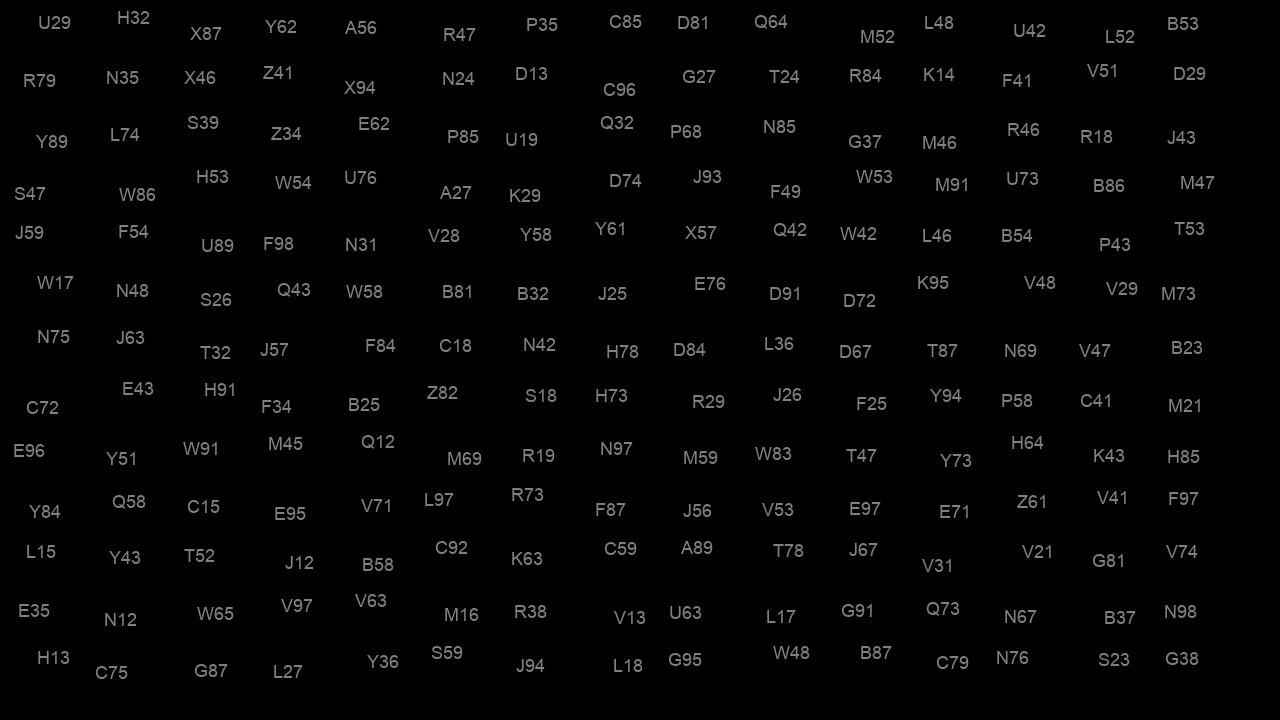 U29 H32 X87 Y62 A56 R47 P35 C85 D81 Q64 M52 L48 U42 L52 B53
R79 N35 X46 Z41 X94 N24 D13 C96 G27 T24 R84 K14 F41 V51 D29
Y89 L74 S39 Z34 E62 P85 U19 Q32 P68 N85 G37 M46 R46 R18 J43
S47 W86 H53 W54 U76 A27 K29 D74 J93 F49 W53 M91 U73 B86 M47
J59 F54 U89 F98 N31 V28 Y58 Y61 X57 Q42 W42 L46 B54 P43 T53
W17 N48 S26 Q43 W58 B81 B32 J25 E76 D91 D72 K95 V48 V29 M73
N75 J63 T32 J57 F84 C18 N42 H78 D84 L36 D67 T87 N69 V47 B23
C72 E43 H91 F34 B25 Z82 S18 H73 R29 J26 F25 Y94 P58 C41 M21
E96 Y51 W91 M45 Q12 M69 R19 N97 M59 W83 T47 Y73 H64 K43 H85
Y84 Q58 C15 E95 V71 L97 R73 F87 J56 V53 E97 E71 Z61 V41 F97
L15 Y43 T52 J12 B58 C92 K63 C59 A89 T78 J67 V31 V21 G81 V74
E35 N12 W65 V97 V63 M16 R38 V13 U63 L17 G91 Q73 N67 B37 N98
H13 C75 G87 L27 Y36 S59 J94 L18 G95 W48 B87 C79 N76 S23 G38